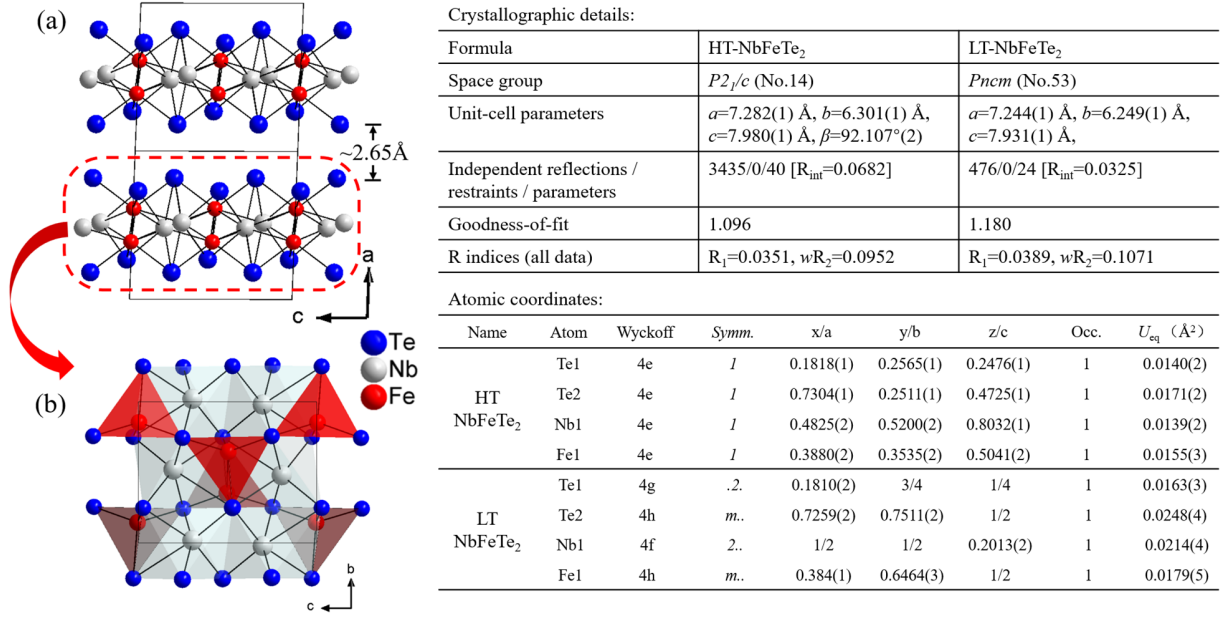 (a)
~2.65Å
a
c
Te
Nb
Fe
(b)
b
c
Crystallographic details:
Formula HT-NbFeTe₂ LT-NbFeTe₂
Space group P2₁/c (No.14) Pncm (No.53)
Unit-cell parameters a=7.282(1) Å, b=6.301(1) Å, a=7.244(1) Å, b=6.249(1) Å,
c=7.980(1) Å, β=92.107°(2) c=7.931(1) Å,
Independent reflections / 3435/0/40 [Rint=0.0682] 476/0/24 [Rint=0.0325]
restraints / parameters
Goodness-of-fit 1.096 1.180
R indices (all data) R₁=0.0351, wR₂=0.0952 R₁=0.0389, wR₂=0.1071
Atomic coordinates:
Name Atom Wyckoff Symm. x/a y/b z/c Occ. Ueq (Å²)
HT NbFeTe₂
Te1 4e 1 0.1818(1) 0.2565(1) 0.2476(1) 1 0.0140(2)
Te2 4e 1 0.7304(1) 0.2511(1) 0.4725(1) 1 0.0171(2)
Nb1 4e 1 0.4825(2) 0.5200(2) 0.8032(1) 1 0.0139(2)
Fe1 4e 1 0.3880(2) 0.3535(2) 0.5041(2) 1 0.0155(3)
LT NbFeTe₂
Te1 4g .2. 0.1810(2) 3/4 1/4 1 0.0163(3)
Te2 4h m.. 0.7259(2) 0.7511(2) 1/2 1 0.0248(4)
Nb1 4f 2.. 1/2 1/2 0.2013(2) 1 0.0214(4)
Fe1 4h m.. 0.384(1) 0.6464(3) 1/2 1 0.0179(5)